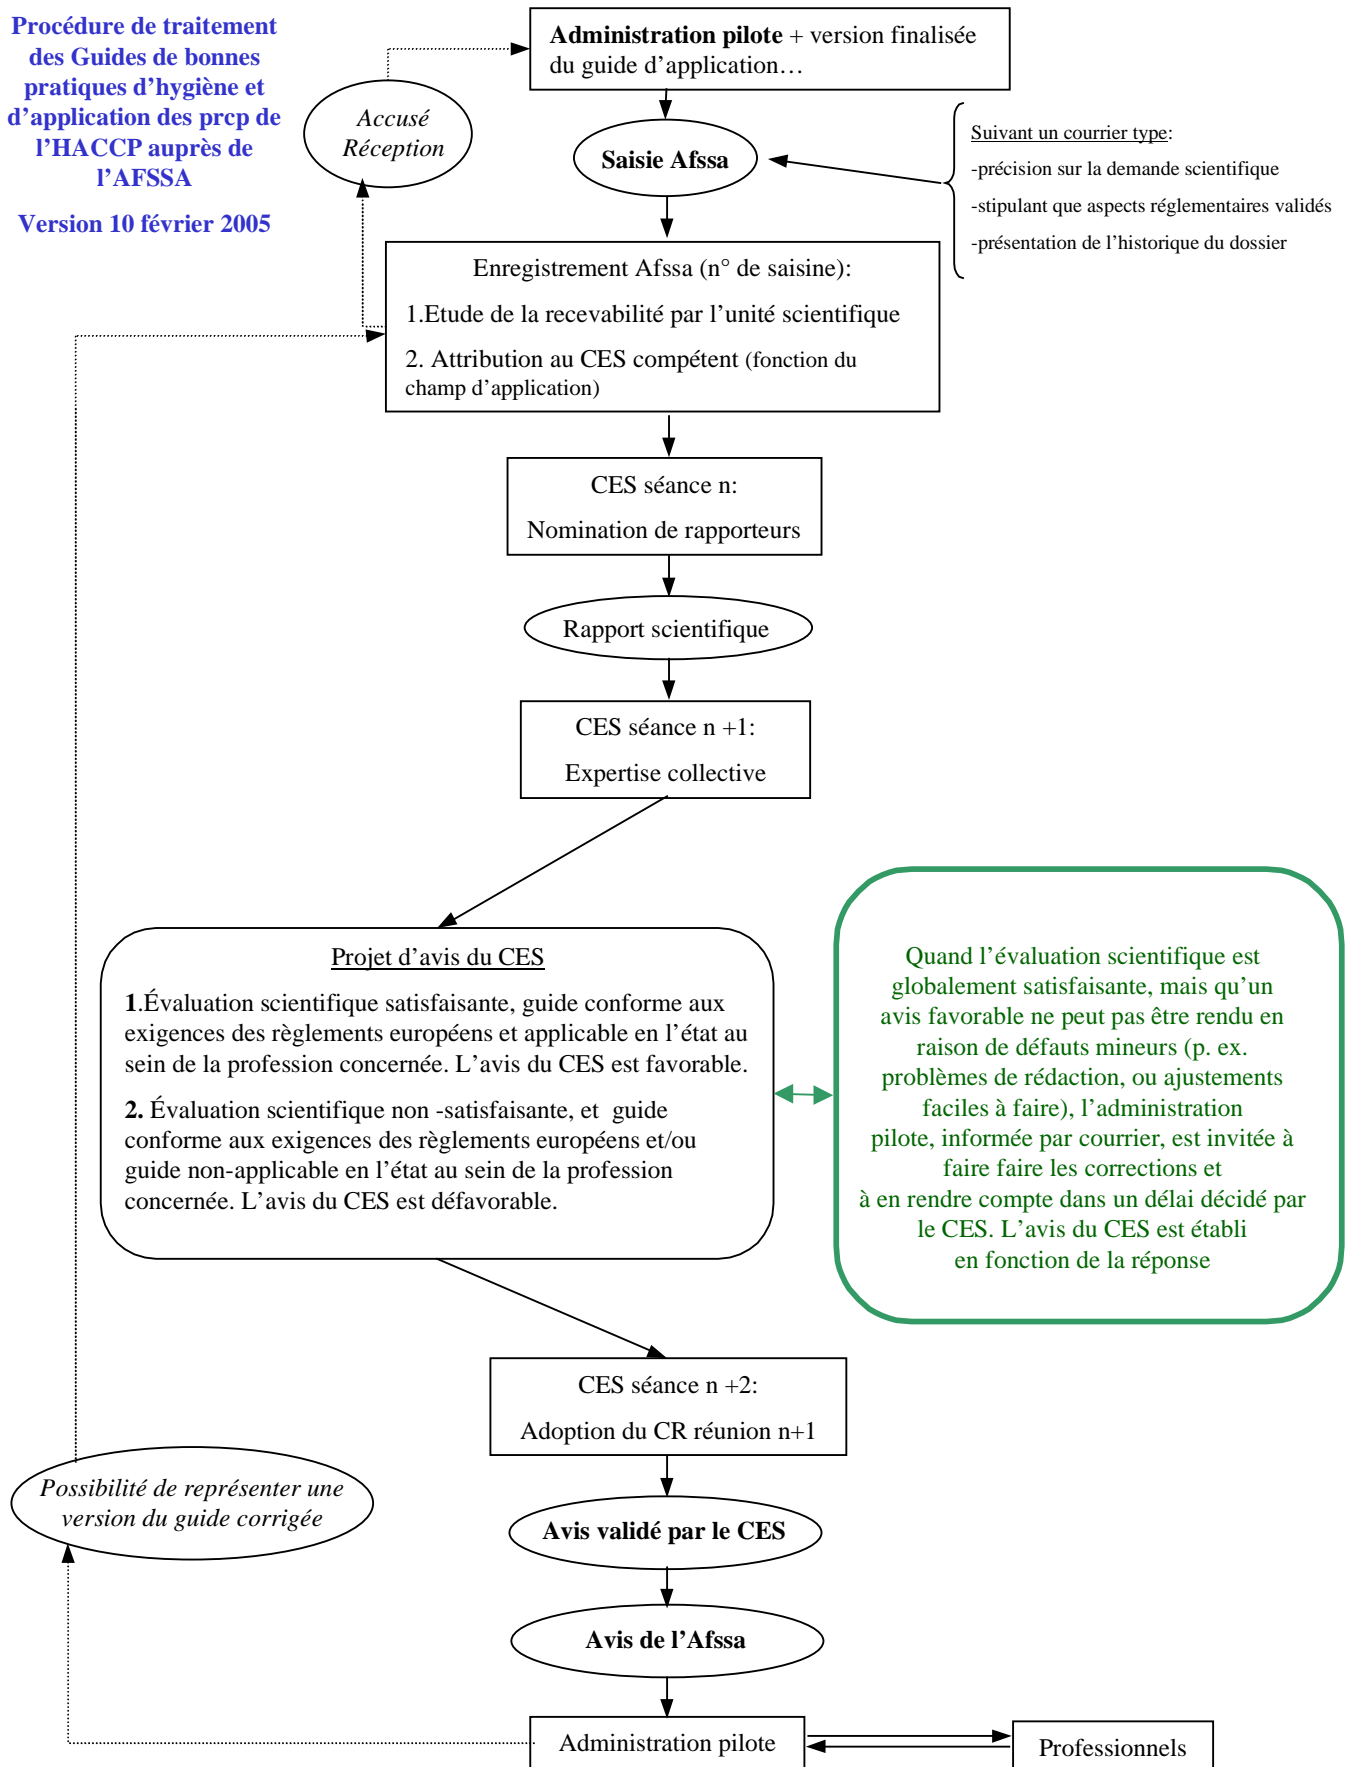 Procédure de traitement
des Guides de bonnes
pratiques d'hygiène et
d'application des prcp de
l'HACCP auprès de
l'AFSSA
Version 10 février 2005
Administration pilote + version finalisée
du guide d'application…
Accusé
Réception
Saisie Afssa
Suivant un courrier type:
-précision sur la demande scientifique
-stipulant que aspects réglementaires validés
-présentation de l'historique du dossier
Enregistrement Afssa (n° de saisine):
1.Etude de la recevabilité par l'unité scientifique
2. Attribution au CES compétent (fonction du
champ d'application)
CES séance n:
Nomination de rapporteurs
Rapport scientifique
CES séance n +1:
Expertise collective
Projet d'avis du CES
1.Évaluation scientifique satisfaisante, guide conforme aux
exigences des règlements européens et applicable en l'état au
sein de la profession concernée. L'avis du CES est favorable.
2. Évaluation scientifique non -satisfaisante, et guide
conforme aux exigences des règlements européens et/ou
guide non-applicable en l'état au sein de la profession
concernée. L'avis du CES est défavorable.
Quand l'évaluation scientifique est
globalement satisfaisante, mais qu'un
avis favorable ne peut pas être rendu en
raison de défauts mineurs (p. ex.
problèmes de rédaction, ou ajustements
faciles à faire), l'administration
pilote, informée par courrier, est invitée à
faire faire les corrections et
à en rendre compte dans un délai décidé par
le CES. L'avis du CES est établi
en fonction de la réponse
CES séance n +2:
Adoption du CR réunion n+1
Possibilité de représenter une
version du guide corrigée
Avis validé par le CES
Avis de l'Afssa
Administration pilote
Professionnels